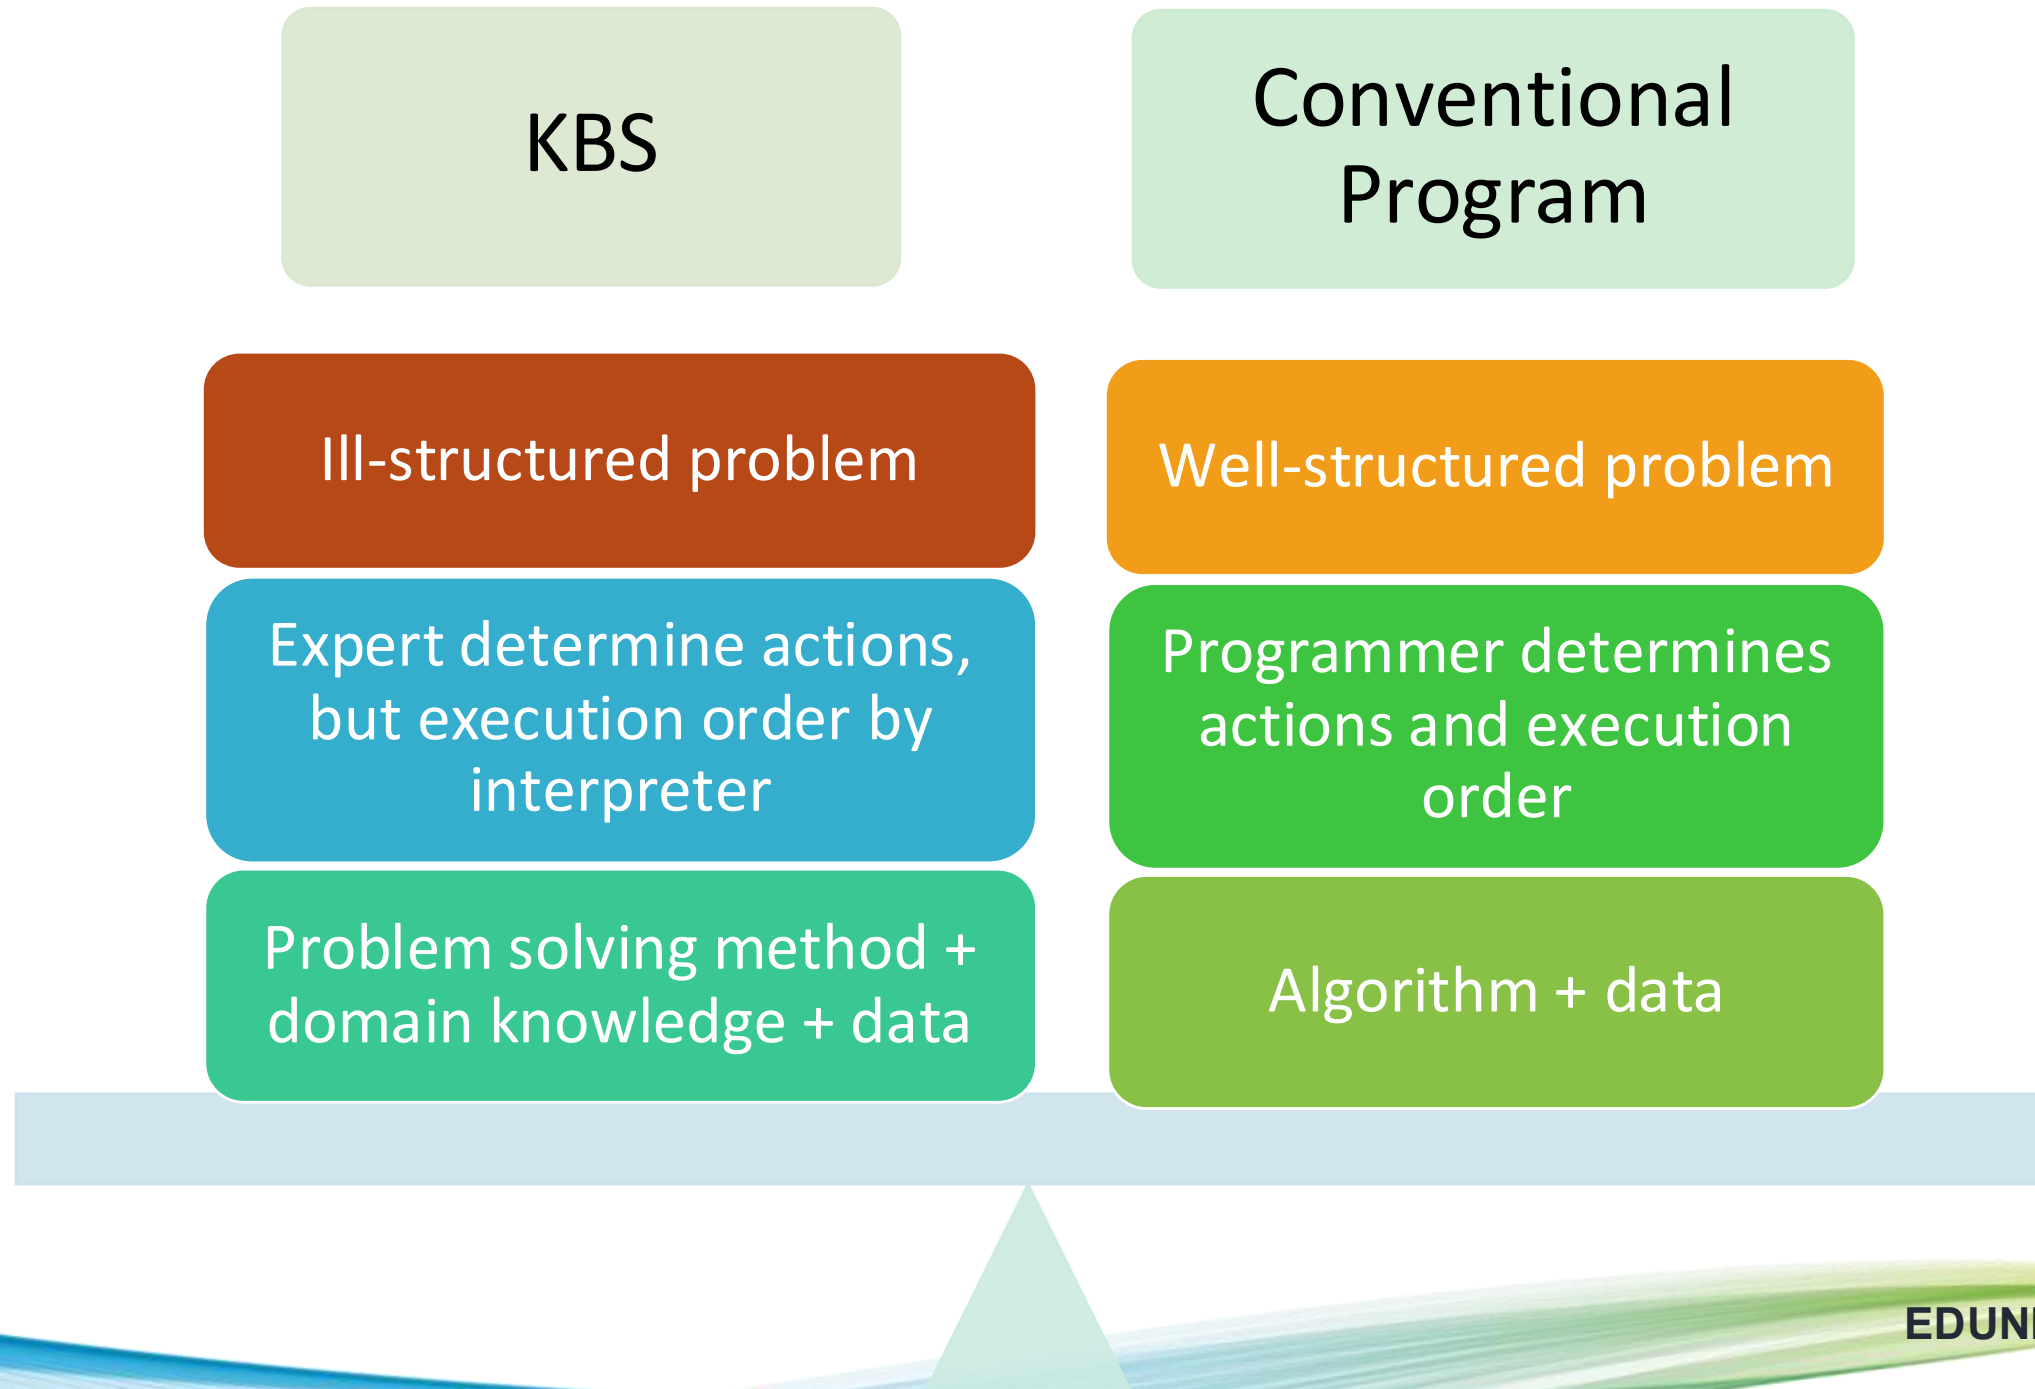 KBS
Conventional
Program
Ill-structured problem
Well-structured problem
Expert determine actions,
but execution order by
interpreter
Programmer determines
actions and execution
order
Problem solving method +
domain knowledge + data
Algorithm + data